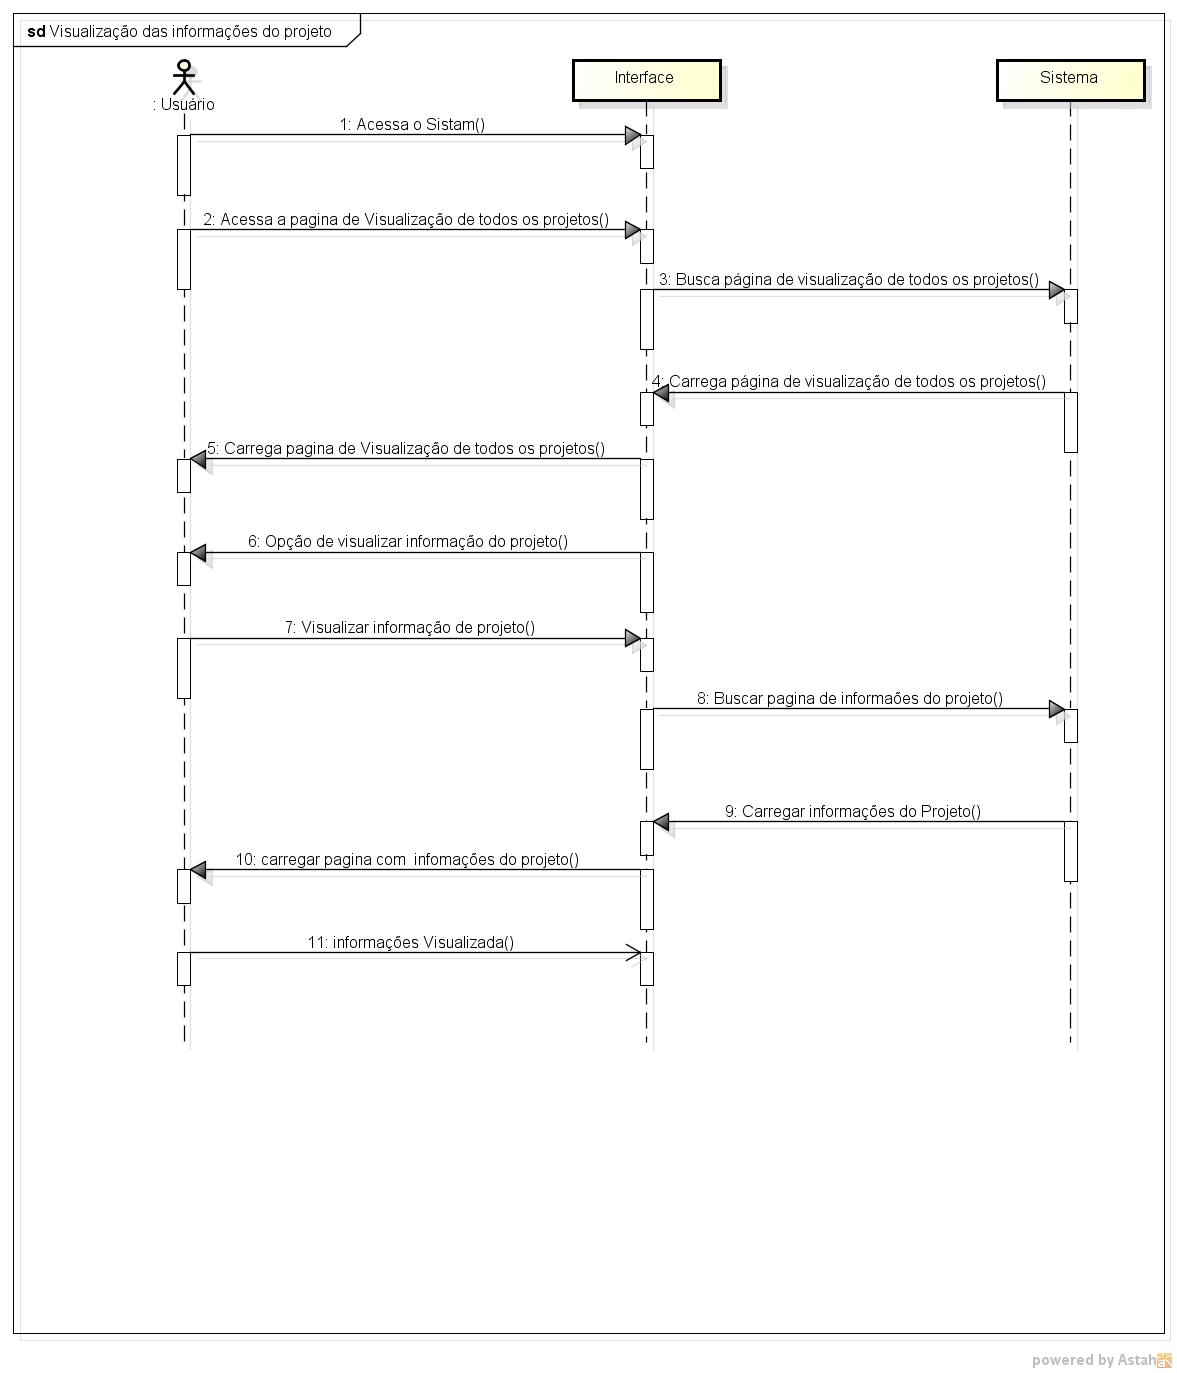 sd Visualização das informações do projeto
: Usuário
Interface
Sistema
1: Acessa o Sistam()
2: Acessa a pagina de Visualização de todos os projetos()
3: Busca página de visualização de todos os projetos()
4: Carrega página de visualização de todos os projetos()
5: Carrega pagina de Visualização de todos os projetos()
6: Opção de visualizar informação do projeto()
7: Visualizar informação de projeto()
8: Buscar pagina de informaões do projeto()
9: Carregar informações do Projeto()
10: carregar pagina com  infomações do projeto()
11: informações Visualizada()
powered by Astah